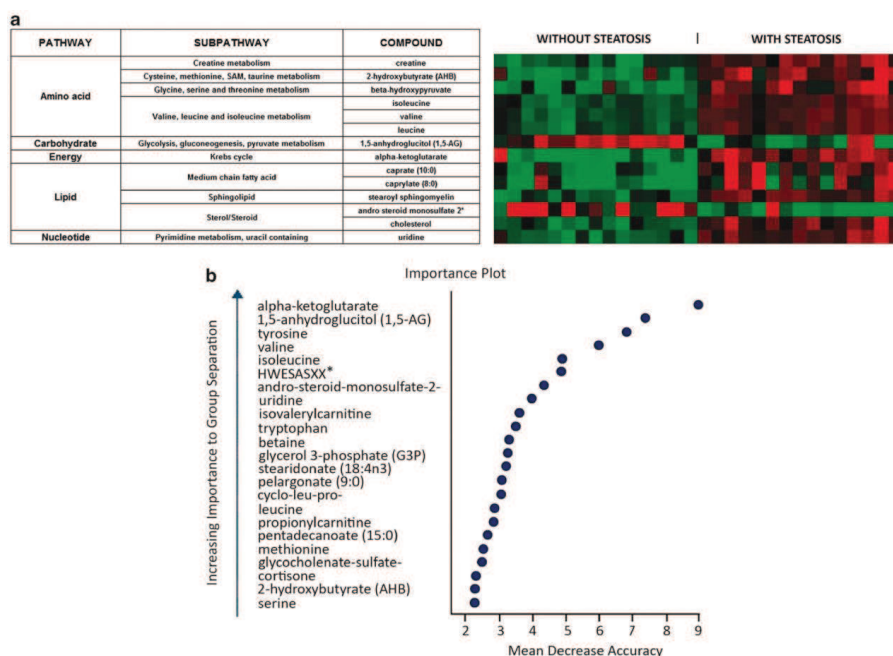 a
PATHWAY SUBPATHWAY COMPOUND WITHOUT STEATOSIS | WITH STEATOSIS
Creatine metabolism creatine
Cysteine, methionine, SAM, taurine metabolism 2-hydroxybutyrate (AHB)
Amino acid Glycine, serine and threonine metabolism beta-hydroxypyruvate
isoleucine
Valine, leucine and isoleucine metabolism valine
leucine
Carbohydrate Glycolysis, gluconeogenesis, pyruvate metabolism 1,5-anhydroglucitol (1,5-AG)
Energy Krebs cycle alpha-ketoglutarate
Medium chain fatty acid caprate (10:0)
caprylate (8:0)
Lipid Sphingolipid stearoyl sphingomyelin
Sterol/Steroid andro steroid monosulfate 2*
cholesterol
Nucleotide Pyrimidine metabolism, uracil containing uridine
b
Importance Plot
Increasing Importance to Group Separation
alpha-ketoglutarate
1,5-anhydroglucitol (1,5-AG)
tyrosine
valine
isoleucine
HWESASXX*
andro-steroid-monosulfate-2-
uridine
isovalerylcarnitine
tryptophan
betaine
glycerol 3-phosphate (G3P)
stearidonate (18:4n3)
pelargonate (9:0)
cyclo-leu-pro-
leucine
propionylcarnitine
pentadecanoate (15:0)
methionine
glycocholenate-sulfate-
cortisone
2-hydroxybutyrate (AHB)
serine
2 3 4 5 6 7 8 9
Mean Decrease Accuracy